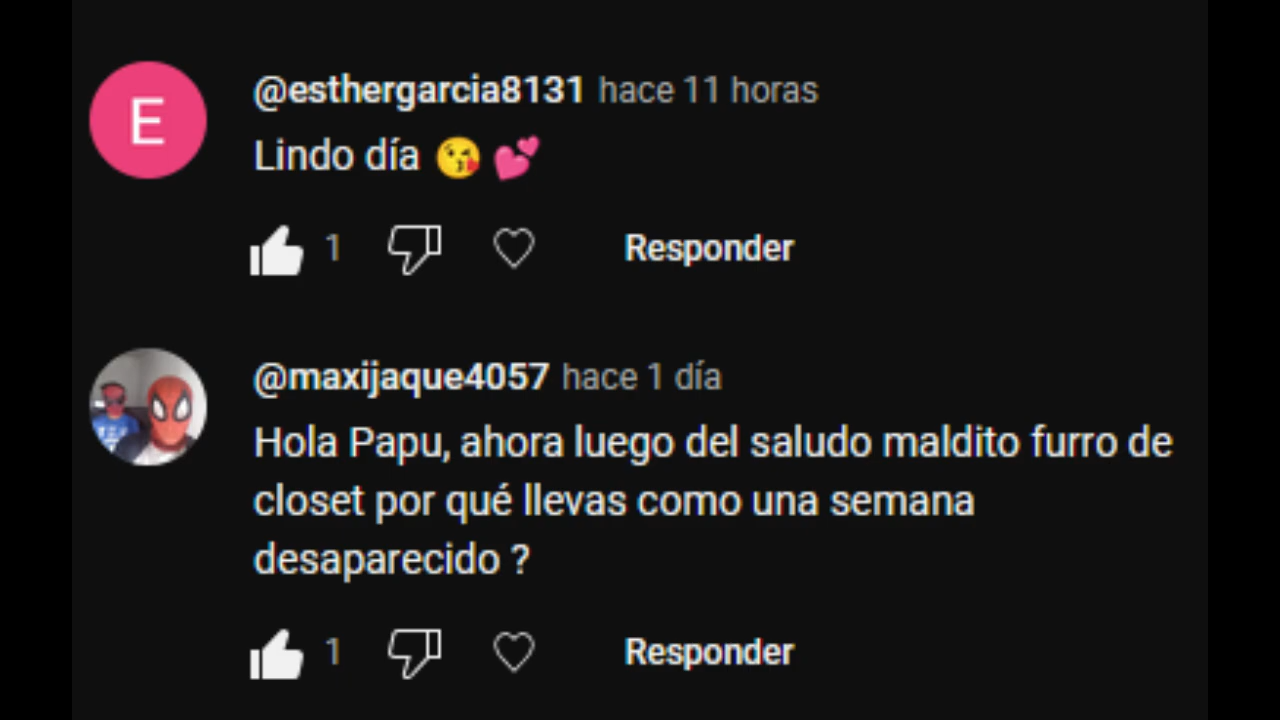 E
@esthergarcia8131 hace 11 horas
Lindo día 😘 💕
1
Responder
@maxijaque4057 hace 1 día
Hola Papu, ahora luego del saludo maldito furro de
closet por qué llevas como una semana
desaparecido ?
1
Responder